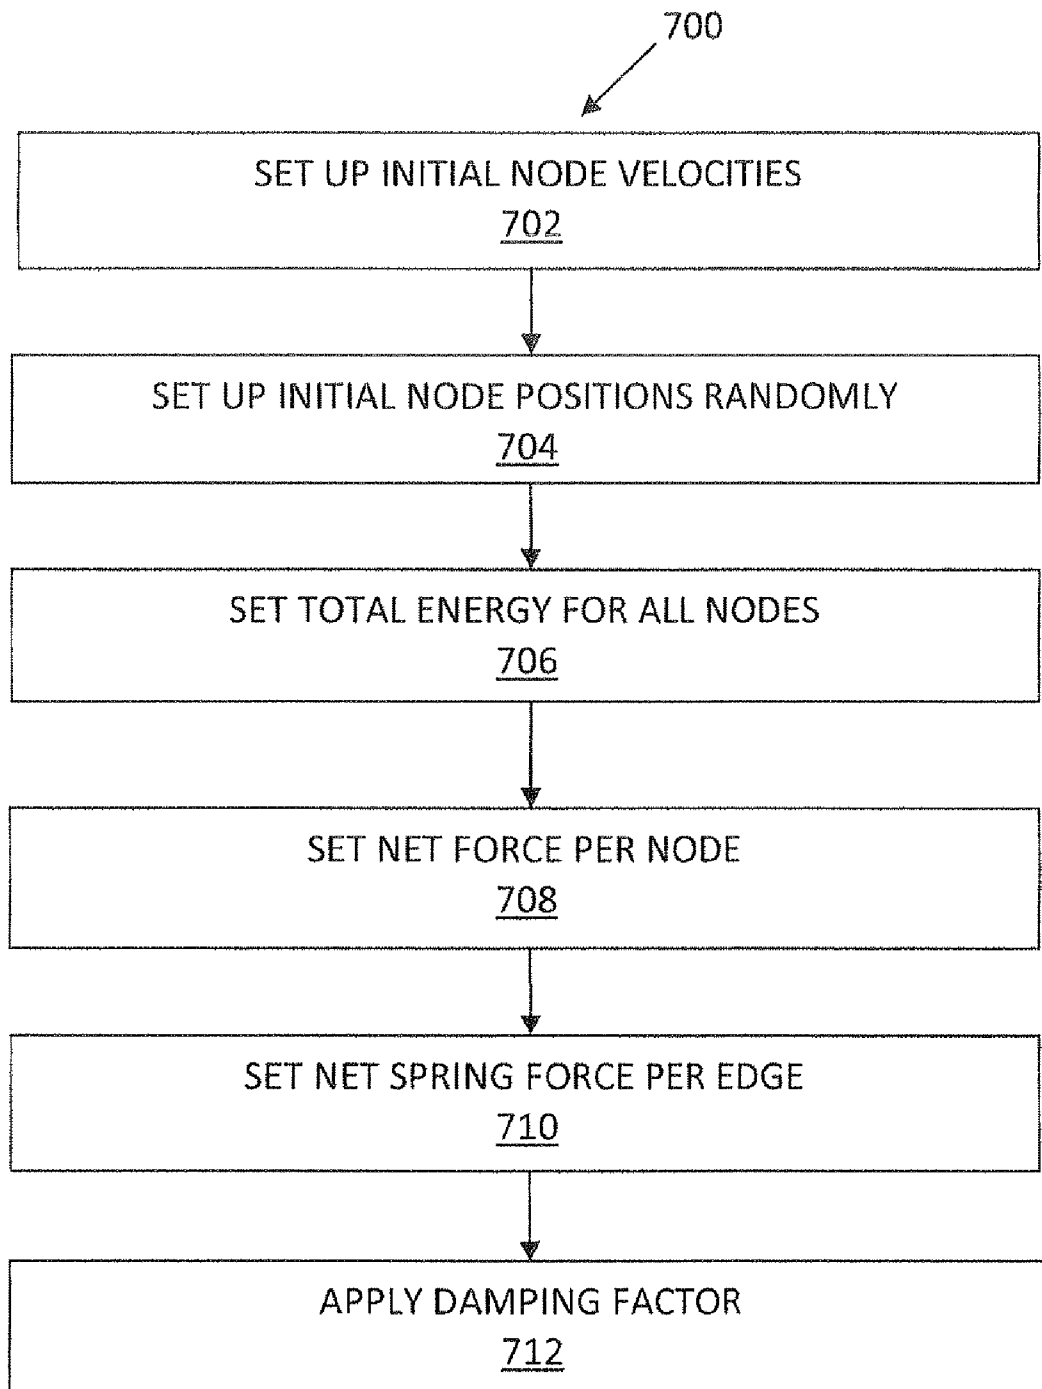 700
SET UP INITIAL NODE VELOCITIES
702
SET UP INITIAL NODE POSITIONS RANDOMLY
704
SET TOTAL ENERGY FOR ALL NODES
706
SET NET FORCE PER NODE
708
SET NET SPRING FORCE PER EDGE
710
APPLY DAMPING FACTOR
712